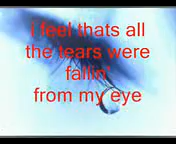 i feel thats all
the tears were
fallin'
from my eye